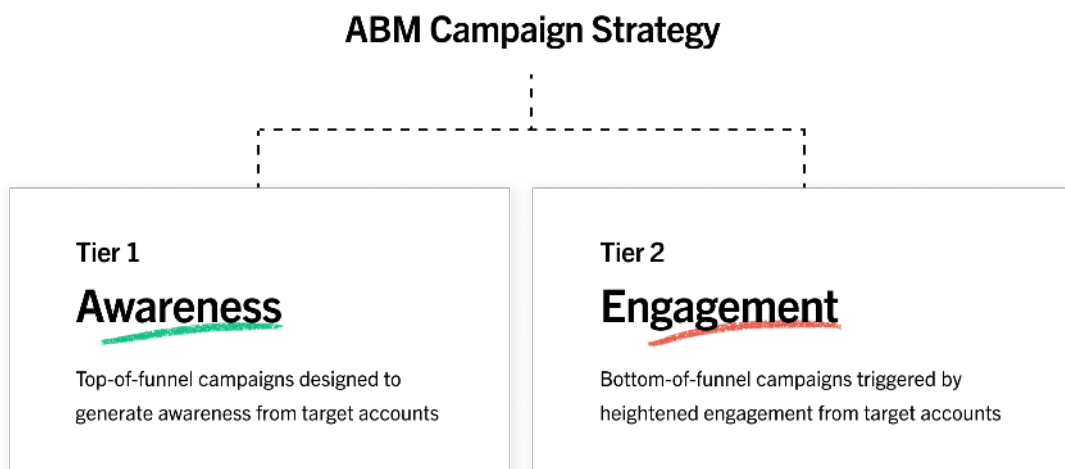 ABM Campaign Strategy
Tier 1
Awareness
Top-of-funnel campaigns designed to
generate awareness from target accounts
Tier 2
Engagement
Bottom-of-funnel campaigns triggered by
heightened engagement from target accounts